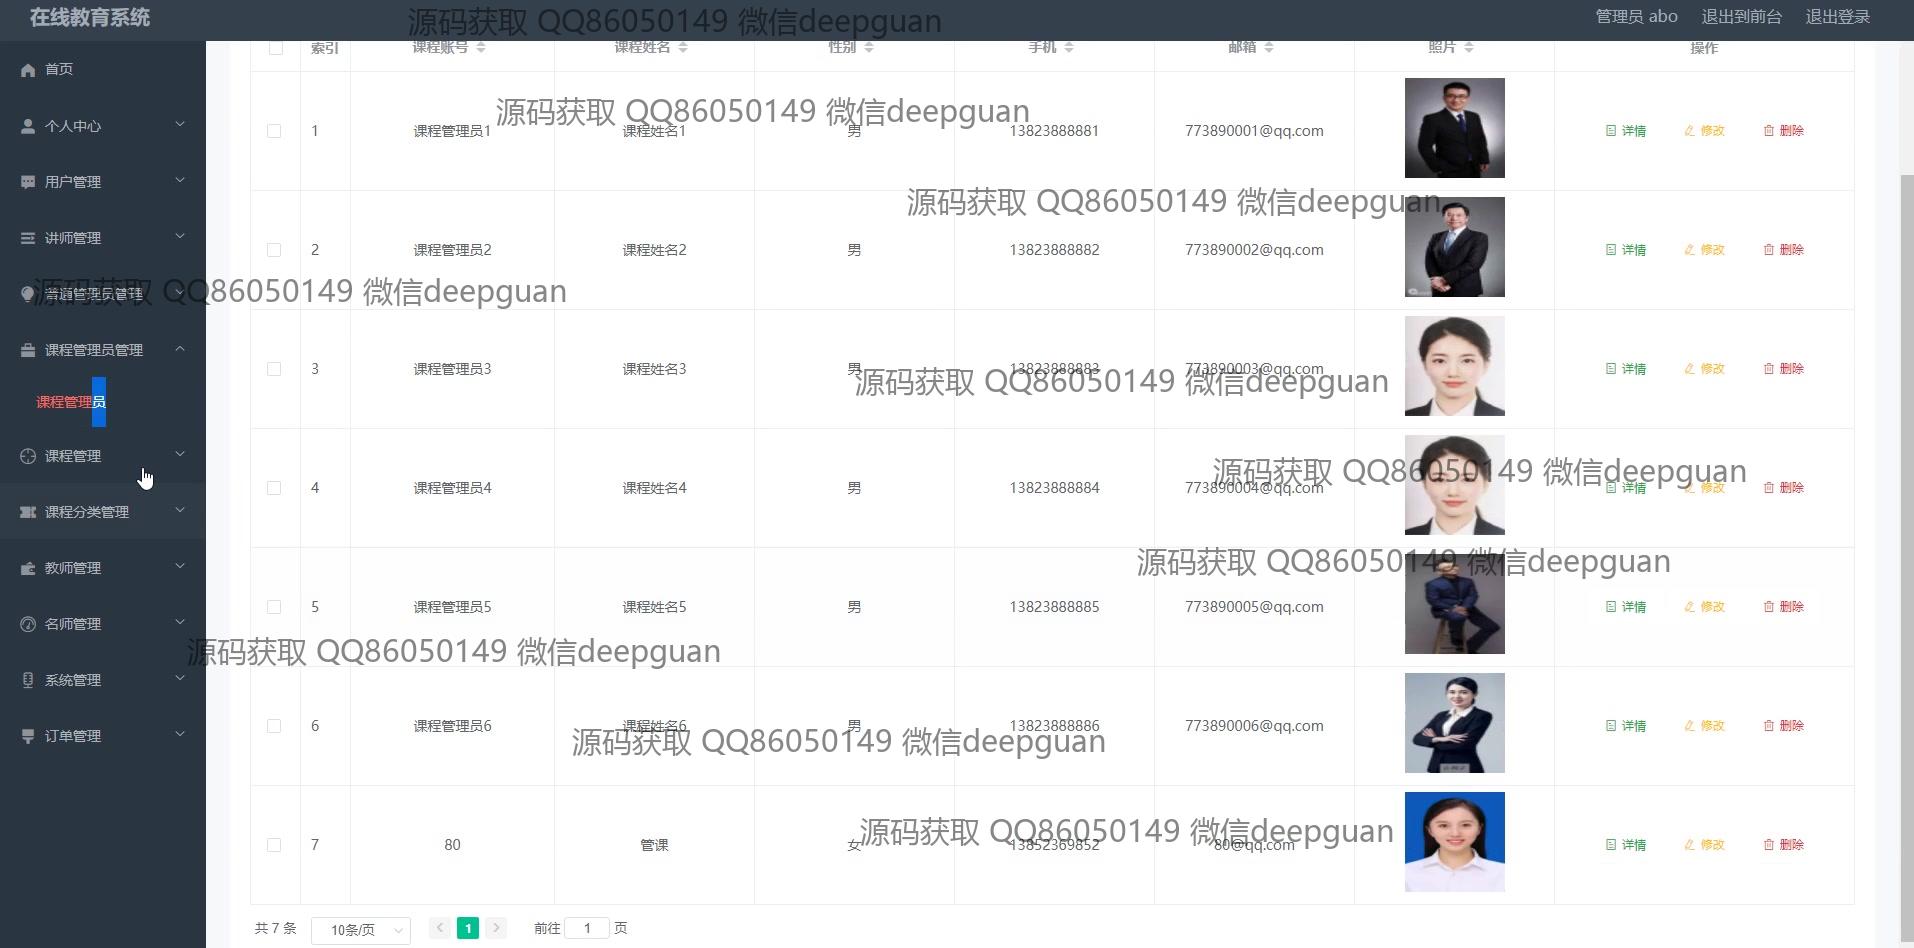 在线教育系统
源码获取 QQ86050149 微信deepguan
管理员 abo 退出到前台 退出登录
索引 课程账号 课程姓名 性别 手机 邮箱 照片 操作
首页
个人中心
用户管理
讲师管理
普通管理员管理
课程管理员管理
课程管理员
课程管理
课程分类管理
教师管理
名师管理
系统管理
订单管理
源码获取 QQ86050149 微信deepguan
1 课程管理员1 课程姓名1 男 13823888881 773890001@qq.com 详情 修改 删除
源码获取 QQ86050149 微信deepguan
2 课程管理员2 课程姓名2 男 13823888882 773890002@qq.com 详情 修改 删除
源码获取 QQ86050149 微信deepguan
3 课程管理员3 课程姓名3 男 13823888883 773890003@qq.com 详情 修改 删除
源码获取 QQ86050149 微信deepguan
源码获取 QQ86050149 微信deepguan
4 课程管理员4 课程姓名4 男 13823888884 773890004@qq.com 详情 修改 删除
源码获取 QQ86050149 微信deepguan
5 课程管理员5 课程姓名5 男 13823888885 773890005@qq.com 详情 修改 删除
源码获取 QQ86050149 微信deepguan
6 课程管理员6 课程姓名6 男 13823888886 773890006@qq.com 详情 修改 删除
源码获取 QQ86050149 微信deepguan
源码获取 QQ86050149 微信deepguan
7 80 管课 女 13852369852 80@qq.com 详情 修改 删除
共 7 条 10条/页 1 前往 1 页